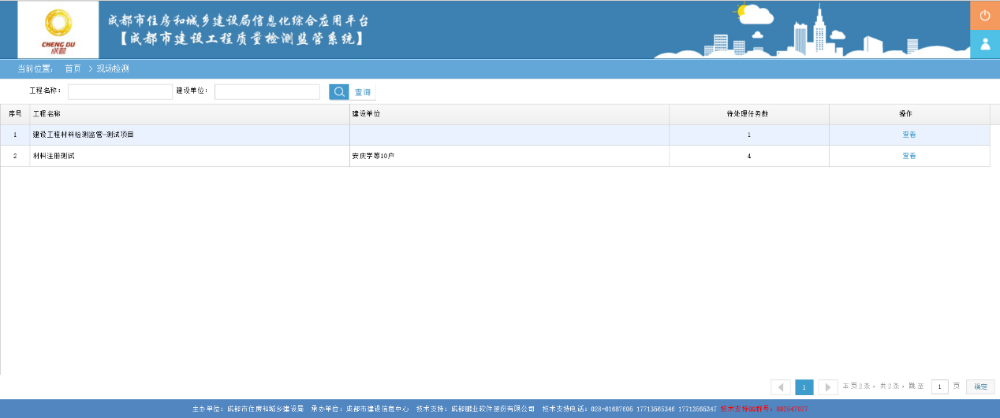 成都市住房和城乡建设局信息化综合应用平台
【成都市建设工程质量检测监管系统】
CHENG DU
成都
当前位置： 首页 > 现场检测
工程名称： 建设单位： 查询
序号 工程名称 建设单位 待处理任务数 操作
1 建设工程材料检测监管-测试项目 1 查看
2 材料注册测试 安庆学等10户 4 查看
1 本页2条，共2条，跳至 1 页 确定
主办单位：成都市住房和城乡建设局 承办单位：成都市建设信息中心 技术支持：成都鹏业软件股份有限公司 技术支持电话：028-61687606 17713565346 17713565347 技术支持QQ群号：